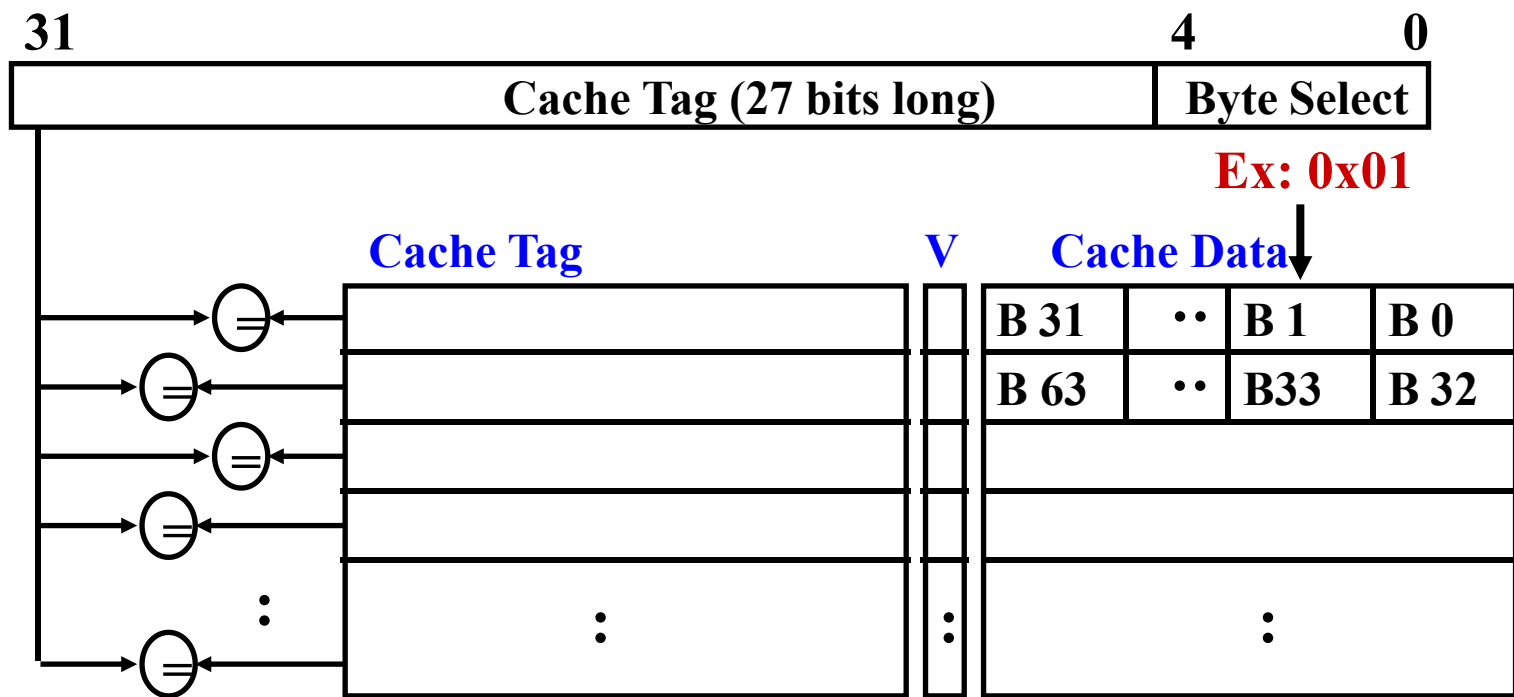 31 4 0
Cache Tag (27 bits long) Byte Select
Ex: 0x01
Cache Tag V Cache Data
= B 31 ·· B 1 B 0
= B 63 ·· B33 B 32
=
=
: : : :
=